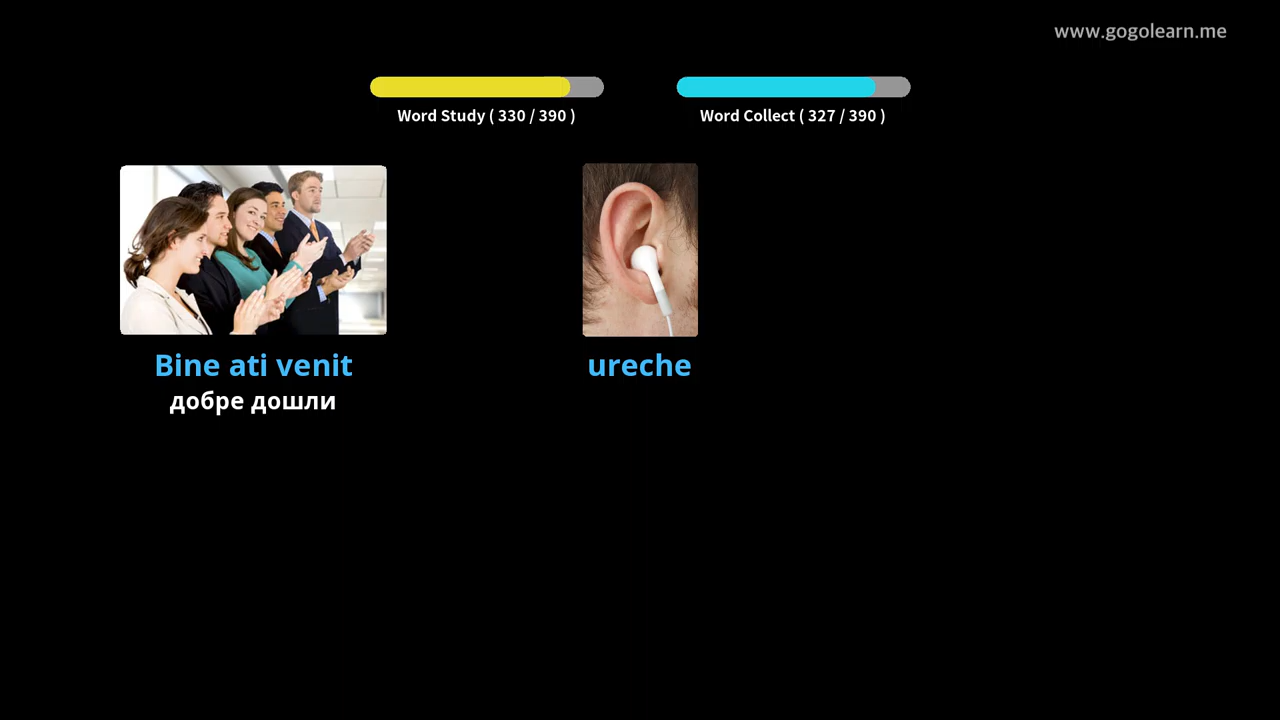 www.gogolearn.me
Word Study ( 330 / 390 )
Word Collect ( 327 / 390 )
Bine ati venit
добре дошли
ureche